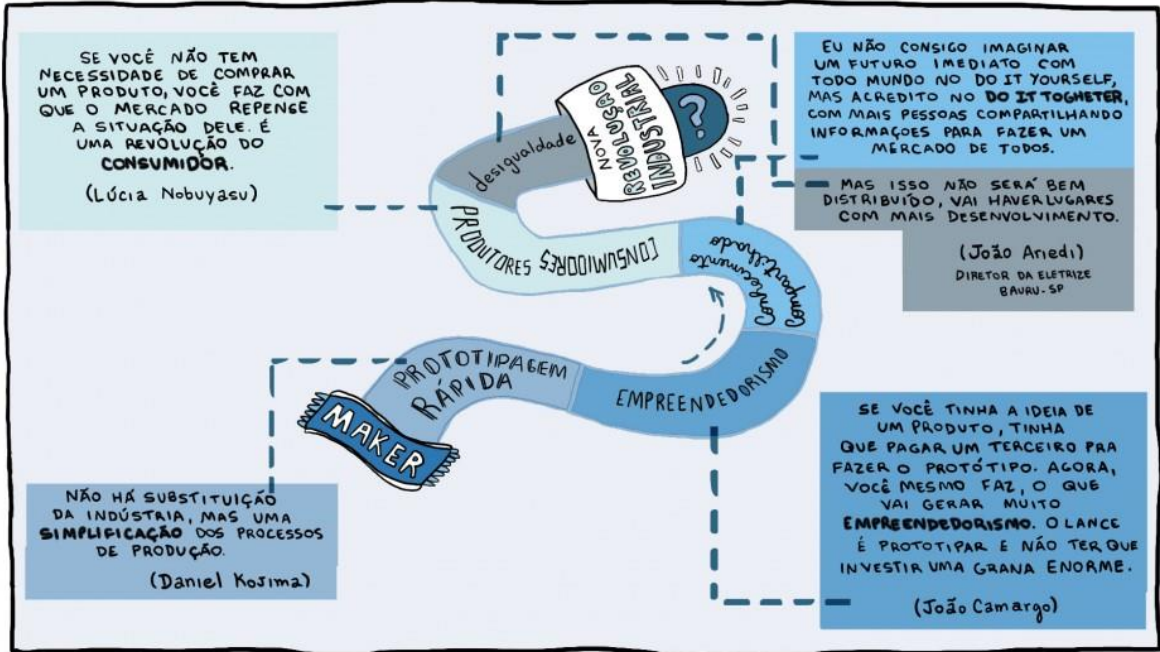 SE VOCÊ NÃO TEM
NECESSIDADE DE COMPRAR
UM PRODUTO, VOCÊ FAZ COM
QUE O MERCADO REPENSE
A SITUAÇÃO DELE. É
UMA REVOLUÇÃO DO
CONSUMIDOR.
(Lúcia Nobuyasu)
EU NÃO CONSIGO IMAGINAR
UM FUTURO IMEDIATO COM
TODO MUNDO NO DO IT YOURSELF,
MAS ACREDITO NO DO IT TOGHETER,
COM MAIS PESSOAS COMPARTILHANDO
INFORMAÇOES PARA FAZER UM
MERCADO DE TODOS.
MAS ISSO NÃO SERÁ BEM
DISTRIBUÍDO, VAI HAVER LUGARES
COM MAIS DESENVOLVIMENTO.
(João Ariedi)
DIRETOR DA ELETRIZE
BAURU-SP
?
NOVA
REVOLUÇÃO
INDUSTRIAL
desigualdade
PRODUTORES CONSUMIDORES
Conhecimento
Compartilhado
EMPREENDEDORISMO
PROTOTIPAGEM
RÁPIDA
MAKER
NÃO HÁ SUBSTITUIÇÃO
DA INDÚSTRIA, MAS UMA
SIMPLIFICAÇÃO DOS PROCESSOS
DE PRODUÇÃO.
(Daniel Kojima)
SE VOCÊ TINHA A IDEIA DE
UM PRODUTO, TINHA
QUE PAGAR UM TERCEIRO PRA
FAZER O PROTÓTIPO. AGORA,
VOCÊ MESMO FAZ, O QUE
VAI GERAR MUITO
EMPREENDEDORISMO. O LANCE
É PROTOTIPAR E NÃO TER QUE
INVESTIR UMA GRANA ENORME.
(João Camargo)